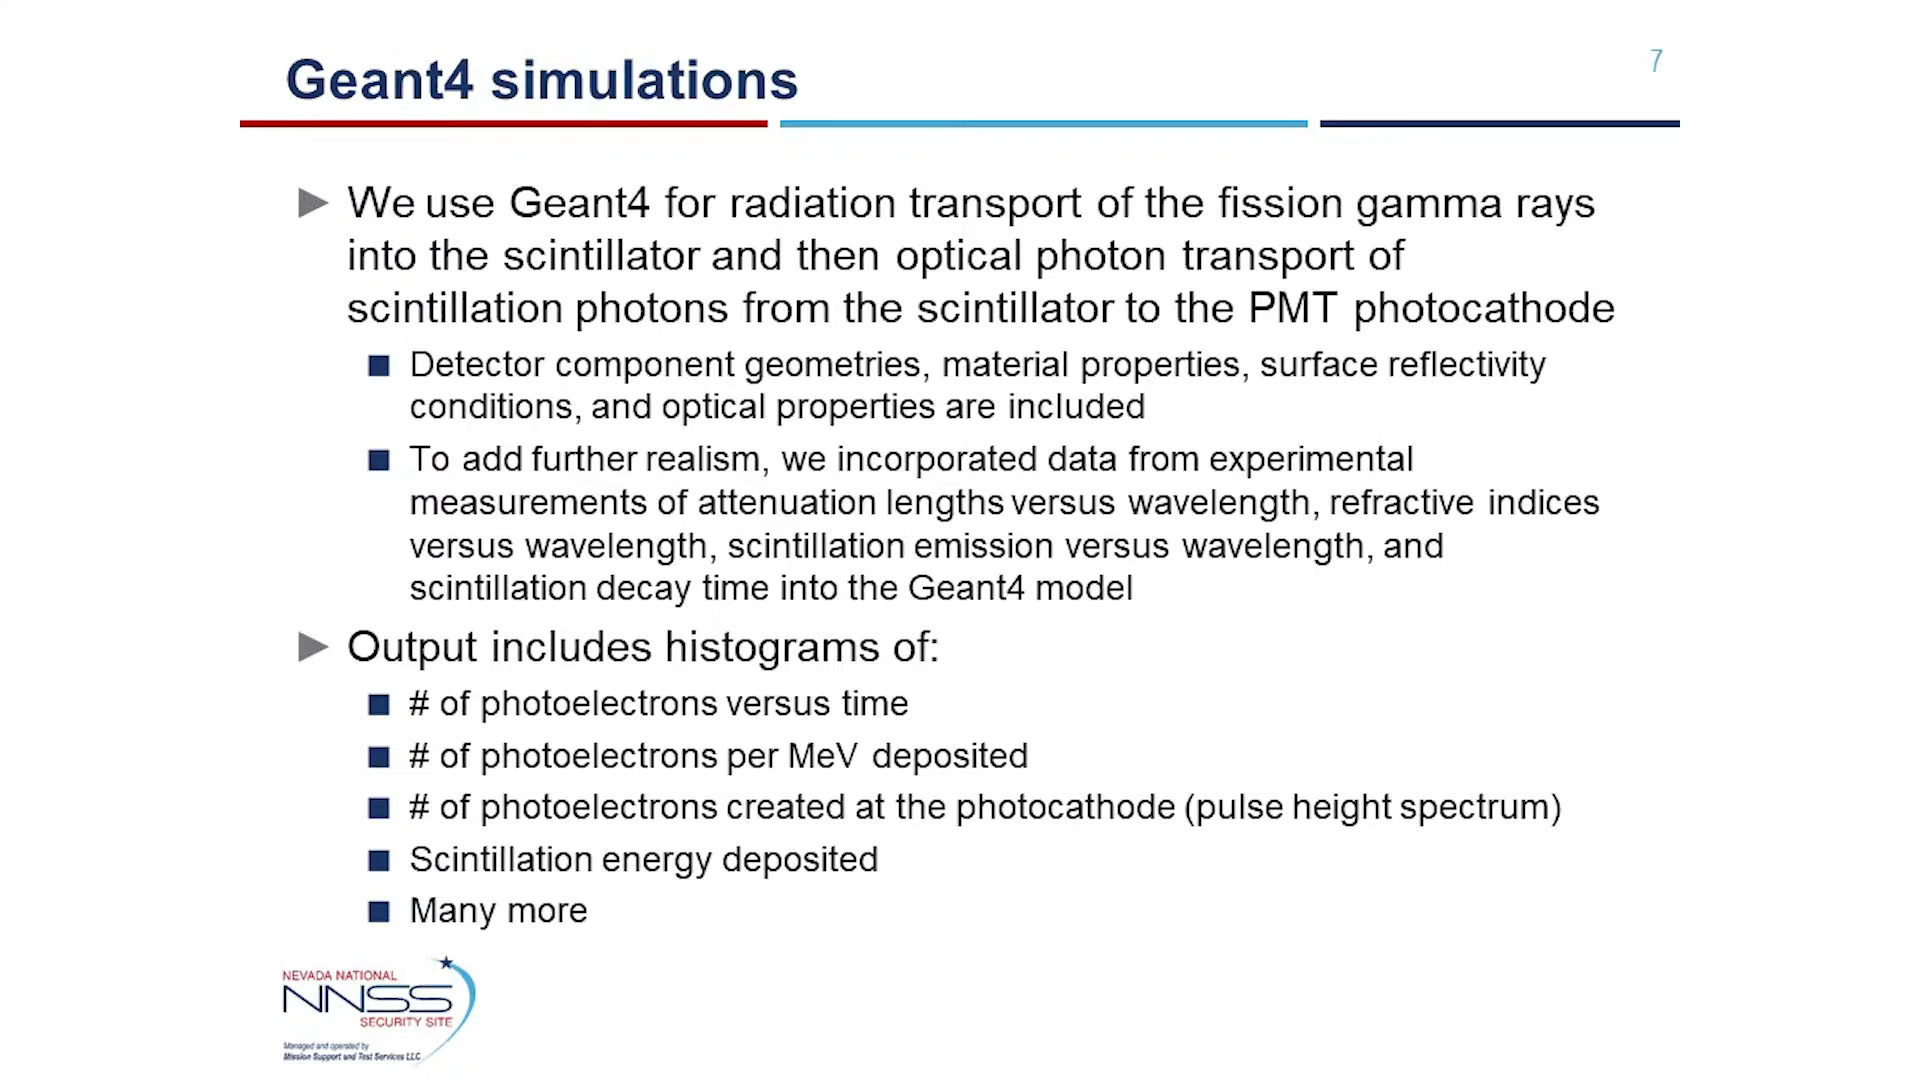 Geant4 simulations
7
We use Geant4 for radiation transport of the fission gamma rays
into the scintillator and then optical photon transport of
scintillation photons from the scintillator to the PMT photocathode
Detector component geometries, material properties, surface reflectivity
conditions, and optical properties are included
To add further realism, we incorporated data from experimental
measurements of attenuation lengths versus wavelength, refractive indices
versus wavelength, scintillation emission versus wavelength, and
scintillation decay time into the Geant4 model
Output includes histograms of:
# of photoelectrons versus time
# of photoelectrons per MeV deposited
# of photoelectrons created at the photocathode (pulse height spectrum)
Scintillation energy deposited
Many more
NEVADA NATIONAL
NNSS
SECURITY SITE
Managed and operated by
Mission Support and Test Services LLC